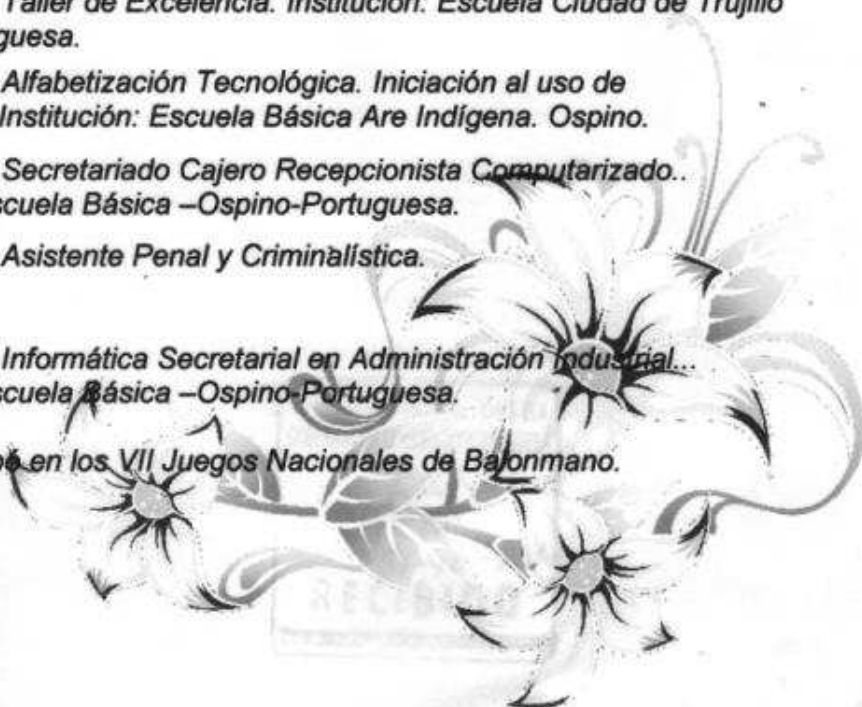 Taller de Excelencia. Institución: Escuela Ciudad de Trujillo
guesa.
Alfabetización Tecnológica. Iniciación al uso de
Institución: Escuela Básica Are Indígena. Ospino.
Secretariado Cajero Recepcionista Computarizado..
scuela Básica –Ospino-Portuguesa.
Asistente Penal y Criminalística.
Informática Secretarial en Administración Industrial...
scuela Básica –Ospino-Portuguesa.
en los VII Juegos Nacionales de Balonmano.
RECIBIDO